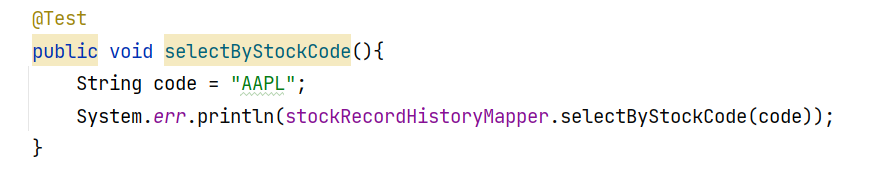 @Test
public void selectByStockCode(){
    String code = "AAPL";
    System.err.println(stockRecordHistoryMapper.selectByStockCode(code));
}